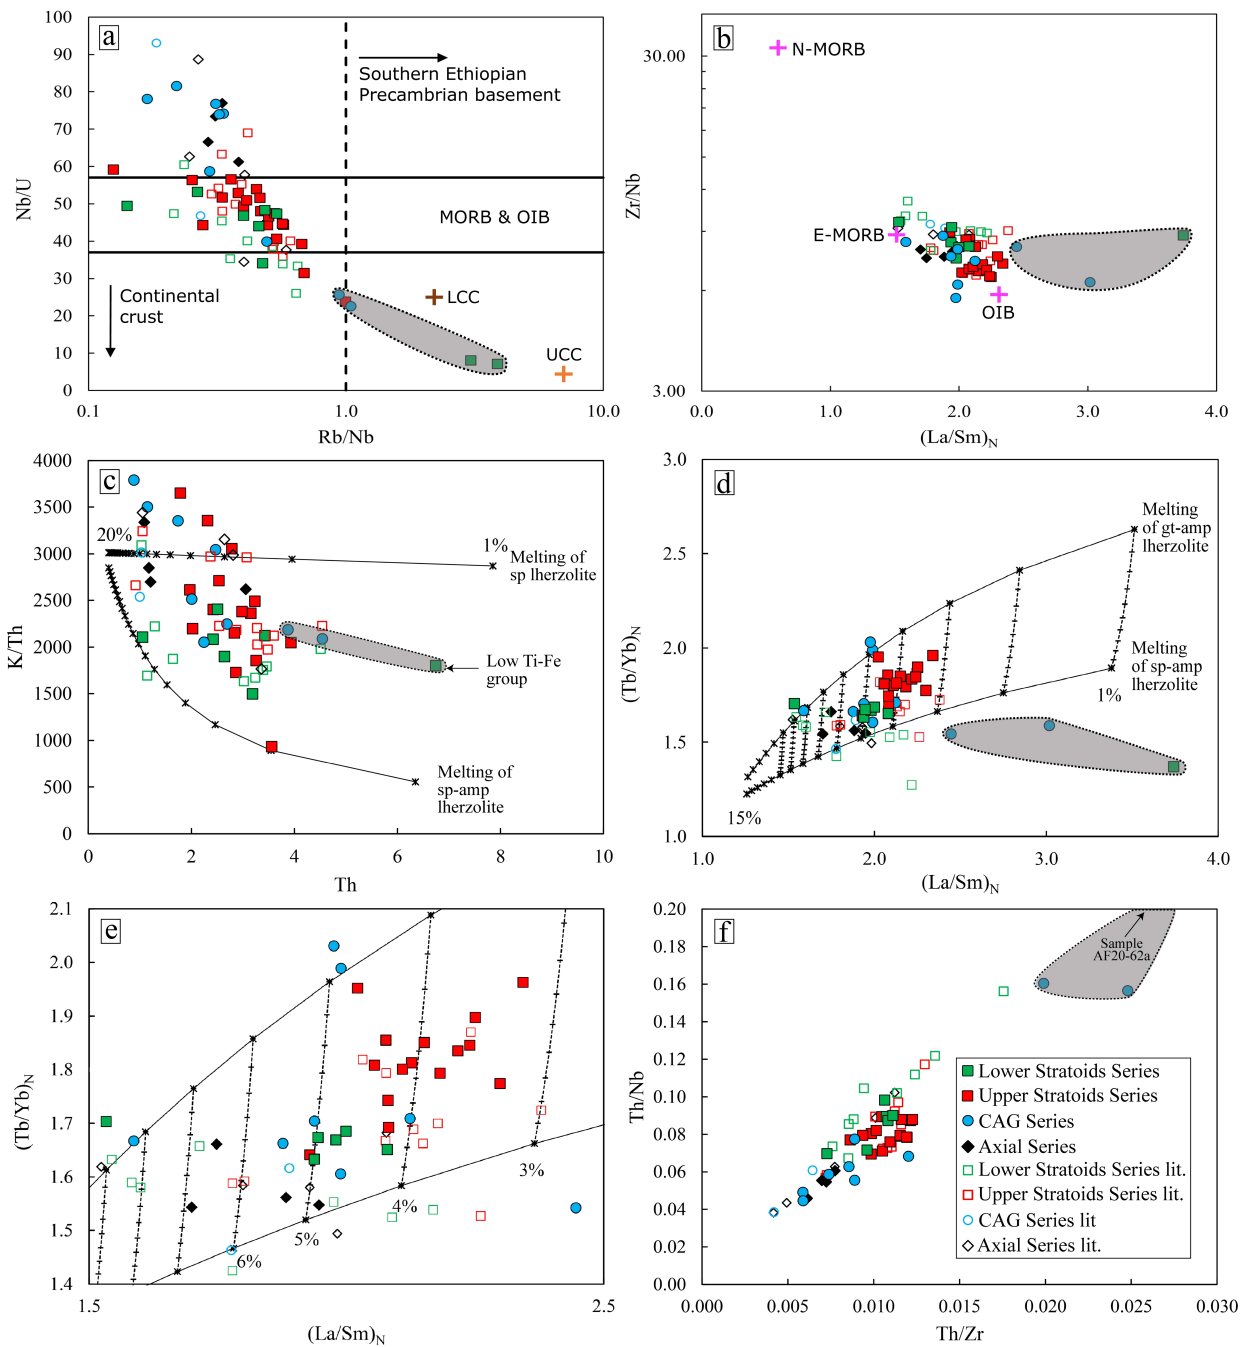 a
100
90
80
70
60
50
40
30
20
10
0
Nb/U
Southern Ethiopian
Precambrian basement
MORB & OIB
Continental
crust
LCC
UCC
0.1
1.0
10.0
Rb/Nb
b
30.00
3.00
Zr/Nb
N-MORB
E-MORB
OIB
0.0
1.0
2.0
3.0
4.0
(La/Sm)N
c
4000
3500
3000
2500
2000
1500
1000
500
0
K/Th
20%
1%
Melting of
sp lherzolite
Low Ti-Fe
group
Melting of
sp-amp
lherzolite
0
2
4
6
8
10
Th
d
3.0
2.5
2.0
1.5
1.0
(Tb/Yb)N
Melting
of gt-amp
lherzolite
Melting
of sp-amp
lherzolite
1%
15%
1.0
2.0
3.0
4.0
(La/Sm)N
e
2.1
2.0
1.9
1.8
1.7
1.6
1.5
1.4
(Tb/Yb)N
3%
4%
5%
6%
1.5
2.5
(La/Sm)N
f
0.20
0.18
0.16
0.14
0.12
0.10
0.08
0.06
0.04
0.02
0.00
Th/Nb
Sample
AF20-62a
Lower Stratoids Series
Upper Stratoids Series
CAG Series
Axial Series
Lower Stratoids Series lit.
Upper Stratoids Series lit.
CAG Series lit
Axial Series lit.
0.000
0.005
0.010
0.015
0.020
0.025
0.030
Th/Zr